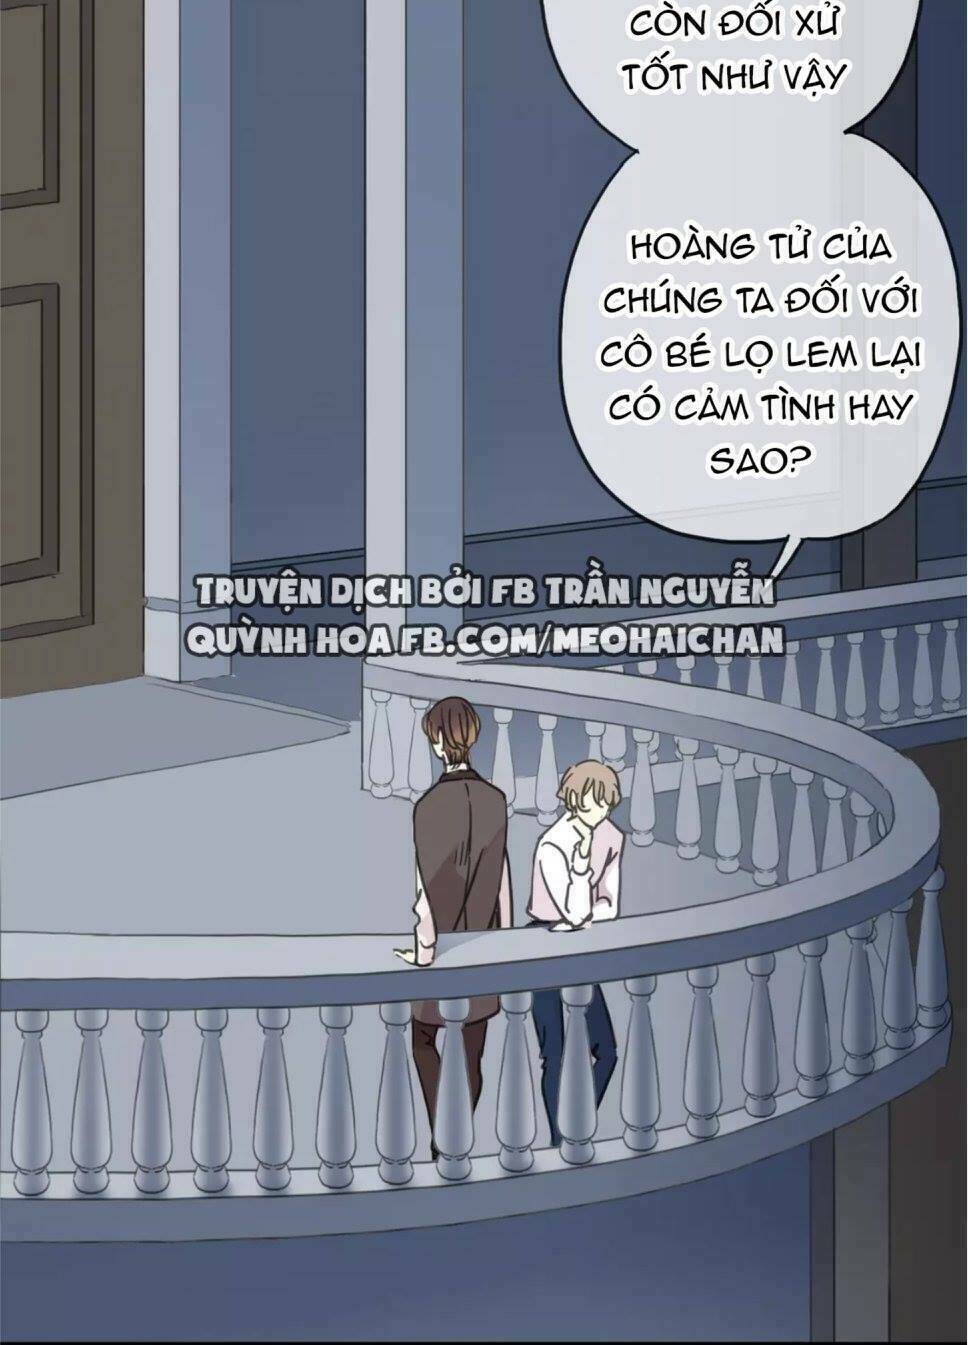 CÒN ĐỐI XỬ
TỐT NHƯ VẬY
HOÀNG TỬ CỦA
CHÚNG TA ĐỐI VỚI
CÔ BÉ LỌ LEM LẠI
CÓ CẢM TÌNH HAY
SAO?
TRUYỆN DỊCH BỞI FB TRẦN NGUYỄN
QUỲNH HOA FB.COM/MEOHAICHAN